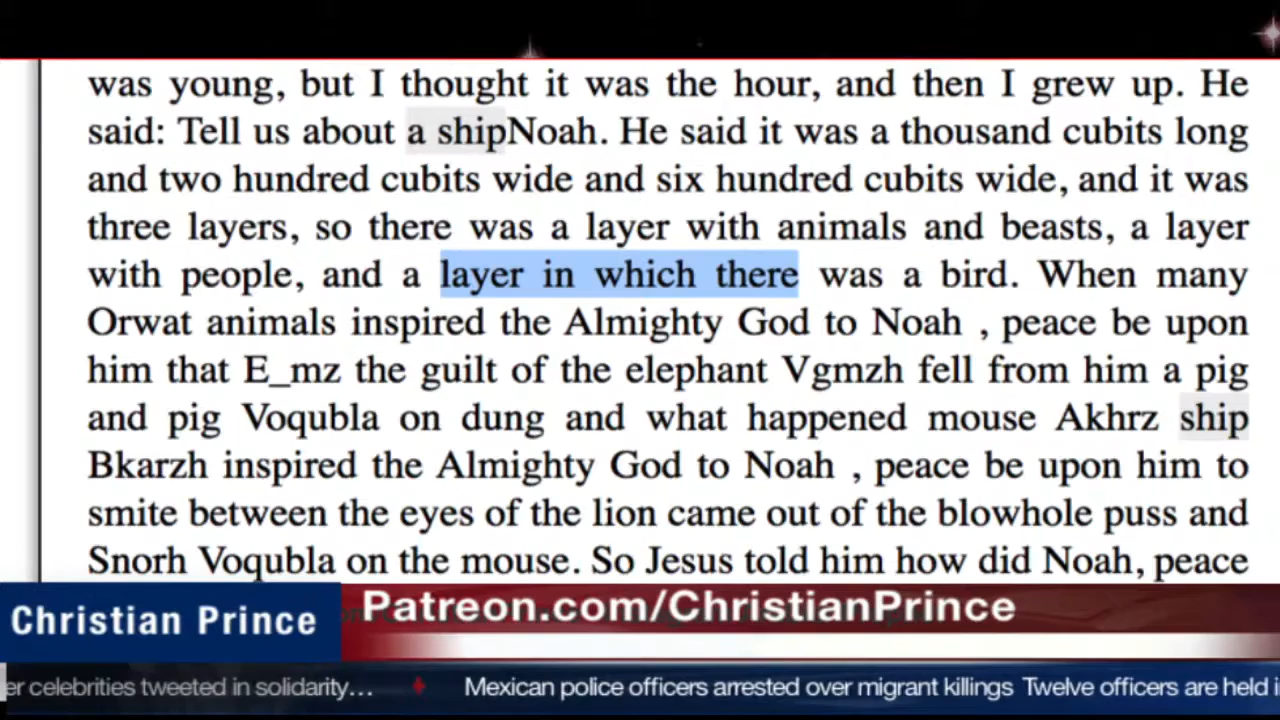 was young, but I thought it was the hour, and then I grew up. He
said: Tell us about a shipNoah. He said it was a thousand cubits long
and two hundred cubits wide and six hundred cubits wide, and it was
three layers, so there was a layer with animals and beasts, a layer
with people, and a layer in which there was a bird. When many
Orwat animals inspired the Almighty God to Noah , peace be upon
him that E_mz the guilt of the elephant Vgmzh fell from him a pig
and pig Voqubla on dung and what happened mouse Akhrz ship
Bkarzh inspired the Almighty God to Noah , peace be upon him to
smite between the eyes of the lion came out of the blowhole puss and
Snorh Voqubla on the mouse. So Jesus told him how did Noah, peace
Christian Prince
Patreon.com/ChristianPrince
er celebrities tweeted in solidarity… Mexican police officers arrested over migrant killings Twelve officers are held i